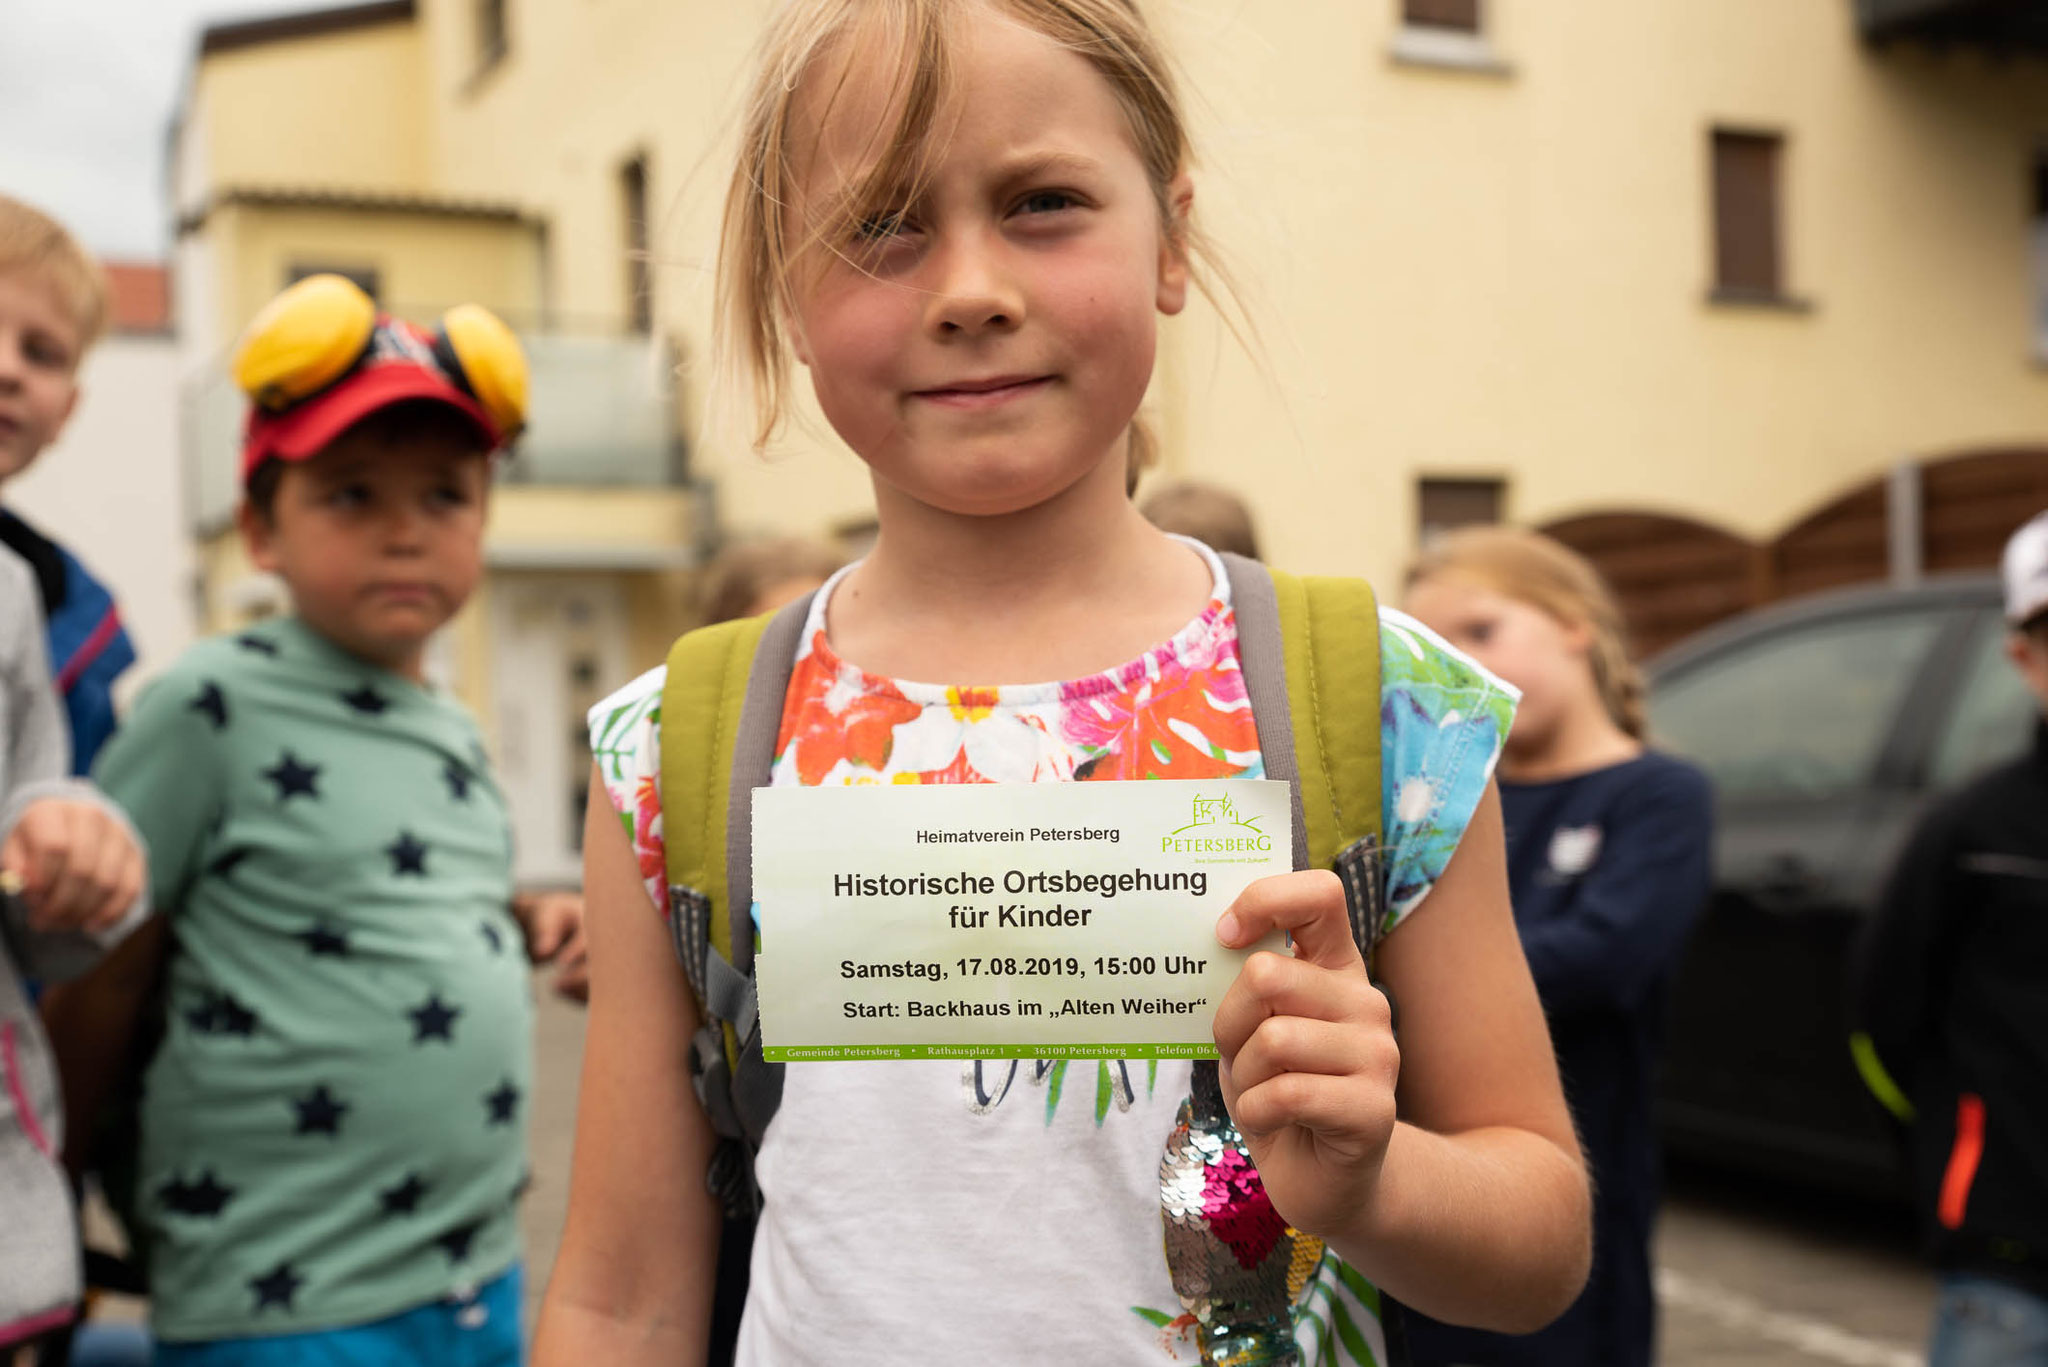 Heimatverein Petersberg
PETERSBERG
Historische Ortsbegehung
für Kinder
Samstag, 17.08.2019, 15:00 Uhr
Start: Backhaus im „Alten Weiher“
• Gemeinde Petersberg • Rathausplatz 1 • 36100 Petersberg • Telefon 06 6